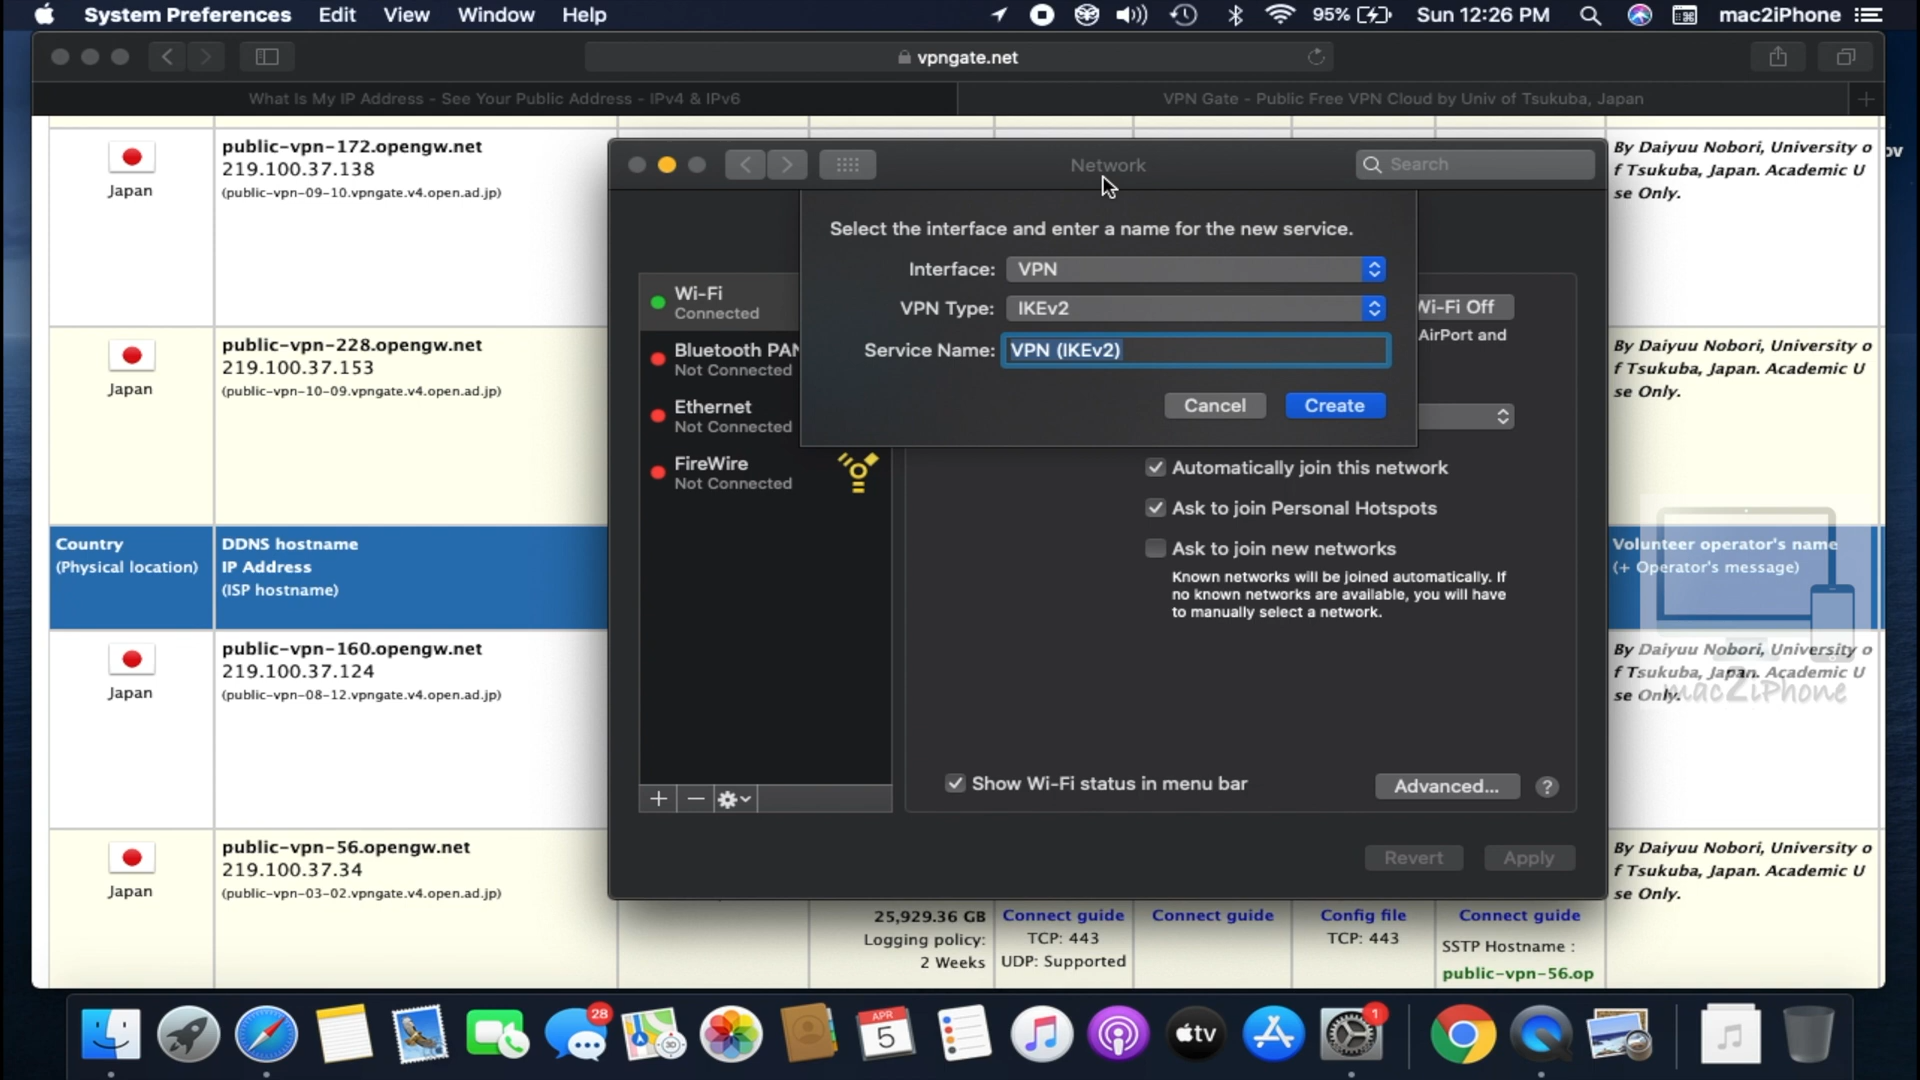 System Preferences Edit View Window Help 95% Sun 12:26 PM mac2iPhone
vpngate.net
What Is My IP Address - See Your Public Address - IPv4 & IPv6
VPN Gate - Public Free VPN Cloud by Univ of Tsukuba, Japan
ov
Japan
public-vpn-172.opengw.net
219.100.37.138
(public-vpn-09-10.vpngate.v4.open.ad.jp)
By Daiyuu Nobori, University o
f Tsukuba, Japan. Academic U
se Only.
Japan
public-vpn-228.opengw.net
219.100.37.153
(public-vpn-10-09.vpngate.v4.open.ad.jp)
By Daiyuu Nobori, University o
f Tsukuba, Japan. Academic U
se Only.
Country
(Physical location)
DDNS hostname
IP Address
(ISP hostname)
Volunteer operator's name
(+ Operator's message)
Japan
public-vpn-160.opengw.net
219.100.37.124
(public-vpn-08-12.vpngate.v4.open.ad.jp)
By Daiyuu Nobori, University o
f Tsukuba, Japan. Academic U
se Only.
mac2iPhone
Japan
public-vpn-56.opengw.net
219.100.37.34
(public-vpn-03-02.vpngate.v4.open.ad.jp)
25,929.36 GB
Logging policy:
2 Weeks
Connect guide
TCP: 443
UDP: Supported
Connect guide
Config file
TCP: 443
Connect guide
SSTP Hostname :
public-vpn-56.op
By Daiyuu Nobori, University o
f Tsukuba, Japan. Academic U
se Only.
Network
Search
Select the interface and enter a name for the new service.
Interface: VPN
VPN Type: IKEv2
Service Name: VPN (IKEv2)
Cancel Create
Wi-Fi
Connected
Bluetooth PAN
Not Connected
Ethernet
Not Connected
FireWire
Not Connected
Wi-Fi Off
AirPort and
Automatically join this network
Ask to join Personal Hotspots
Ask to join new networks
Known networks will be joined automatically. If
no known networks are available, you will have
to manually select a network.
Show Wi-Fi status in menu bar
Advanced... ?
Revert Apply
28
3D
APR
5
tv
1